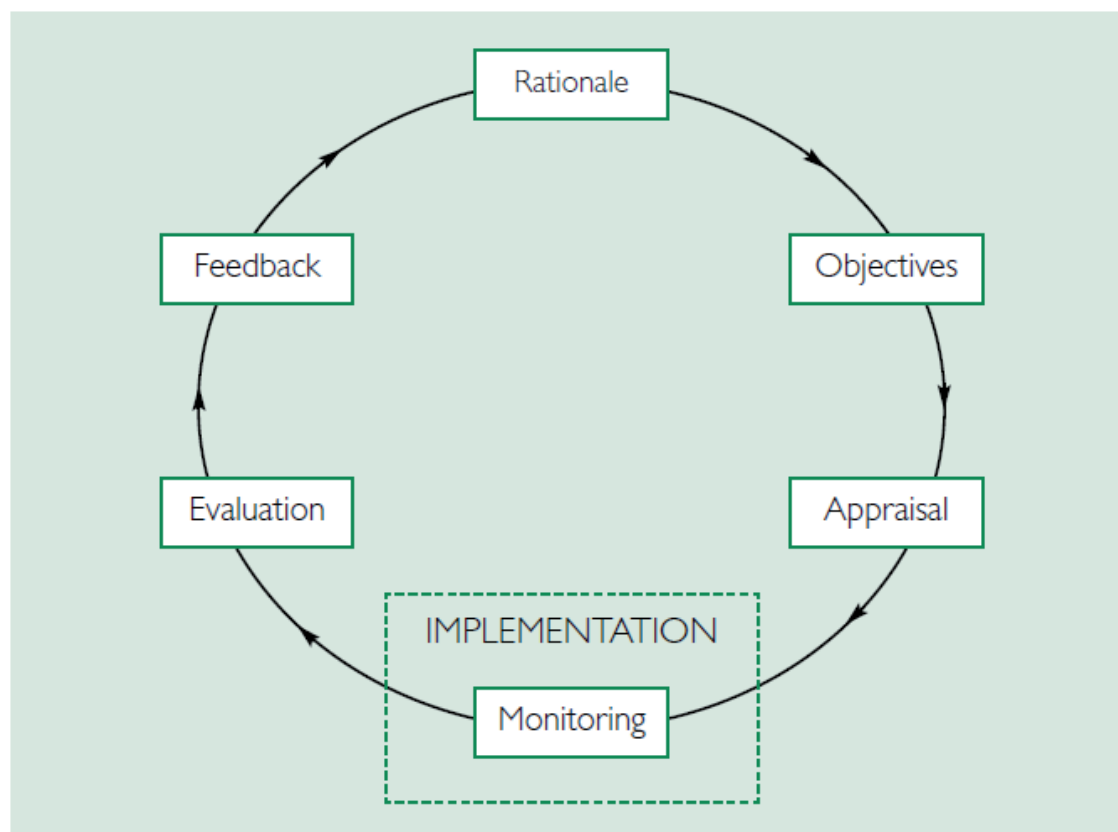 Rationale
Feedback
Objectives
Evaluation
Appraisal
IMPLEMENTATION
Monitoring